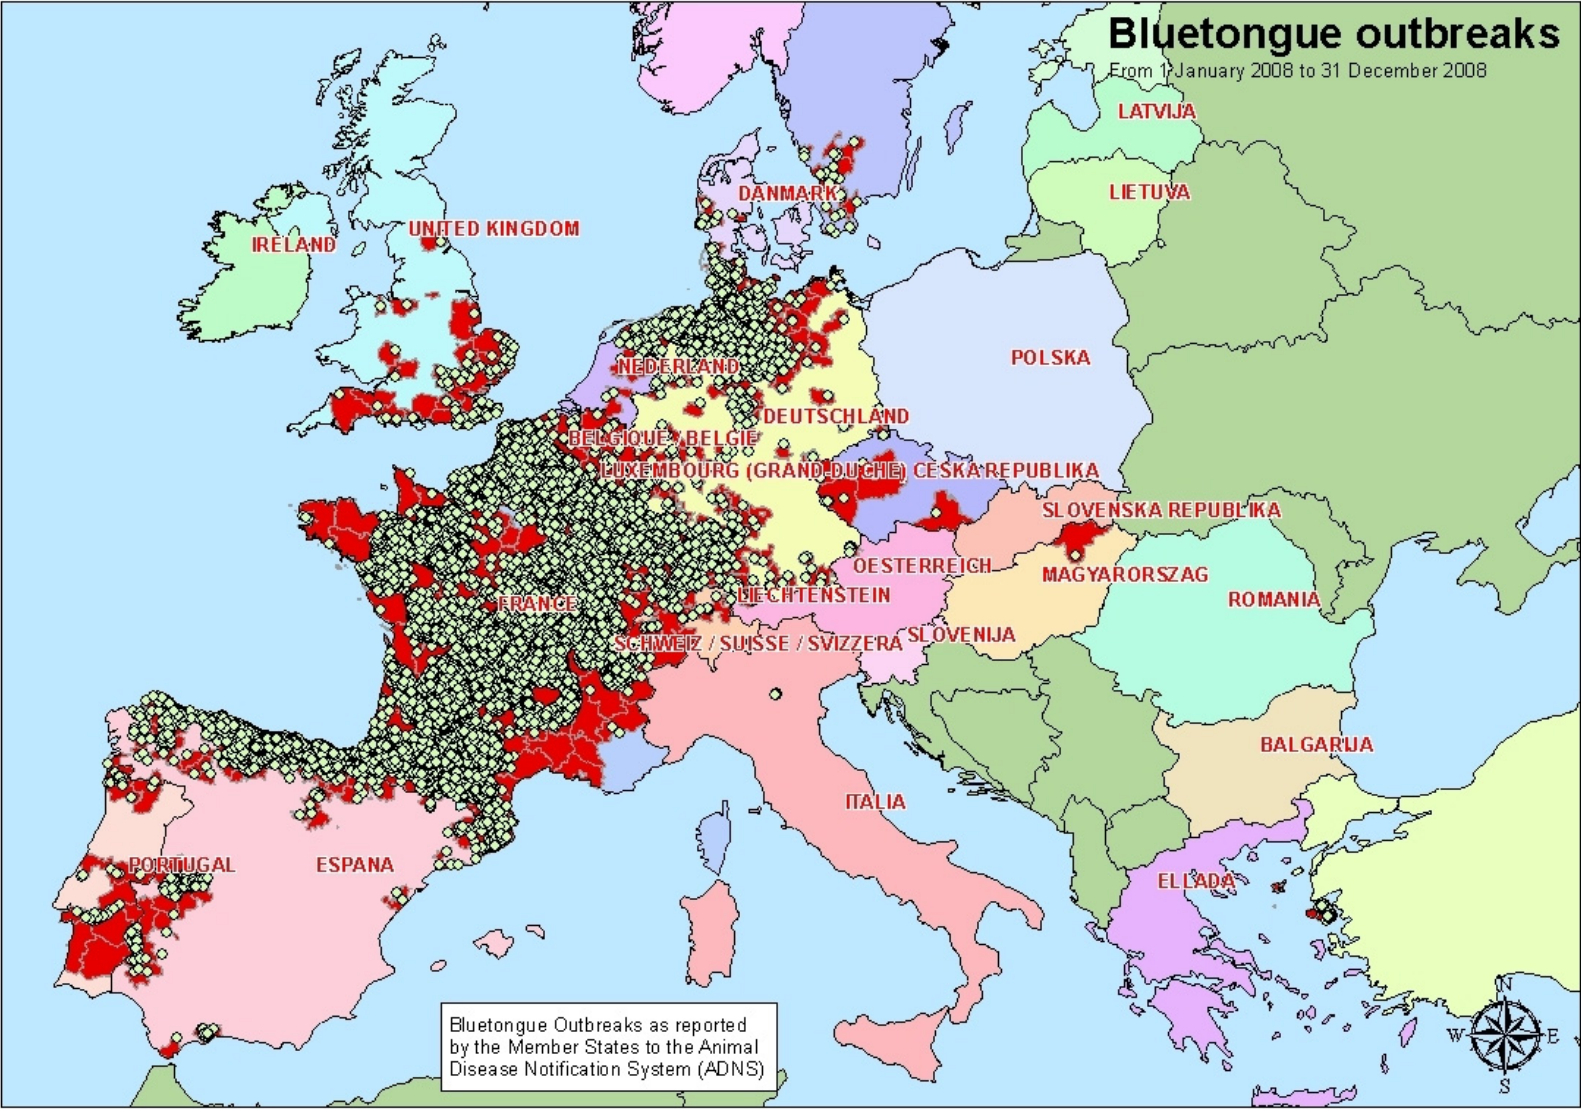 Bluetongue outbreaks
From 1 January 2008 to 31 December 2008
LATVIJA
LIETUVA
DANMARK
UNITED KINGDOM
IRELAND
POLSKA
NEDERLAND
DEUTSCHLAND
BELGIQUE / BELGIE
LUXEMBOURG (GRAND-DUCHE)
CESKA REPUBLIKA
SLOVENSKA REPUBLIKA
OESTERREICH
MAGYARORSZAG
LIECHTENSTEIN
FRANCE
ROMANIA
SCHWEIZ / SUISSE / SVIZZERA
SLOVENIJA
BALGARIJA
ITALIA
PORTUGAL
ESPANA
ELLADA
Bluetongue Outbreaks as reported
by the Member States to the Animal
Disease Notification System (ADNS)
N
W
E
S